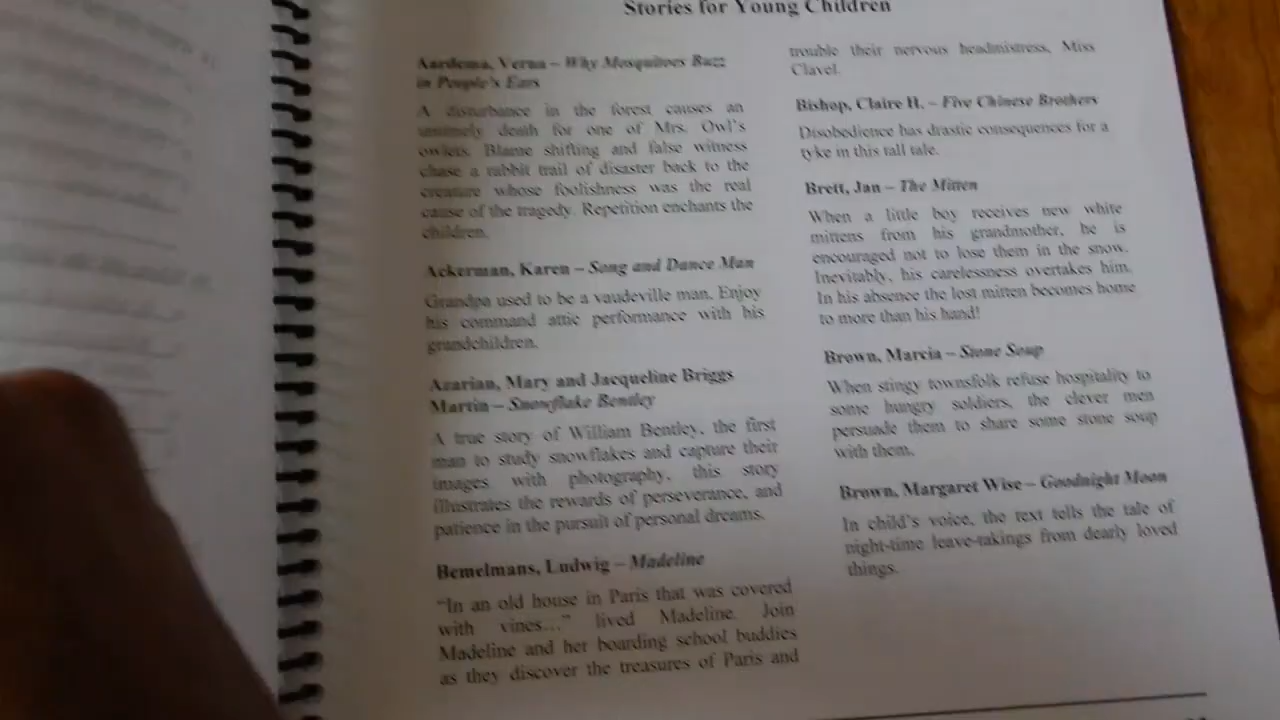 Stories for Young Children
Aardema, Verna – Why Mosquitoes Buzz
in People's Ears
A disturbance in the forest causes an
untimely death for one of Mrs. Owl's
owlets. Blame shifting and false witness
chase a rabbit trail of disaster back to the
creature whose foolishness was the real
cause of the tragedy. Repetition enchants the
children.
Ackerman, Karen – Song and Dance Man
Grandpa used to be a vaudeville man. Enjoy
his command attic performance with his
grandchildren.
Azarian, Mary and Jacqueline Briggs
Martin – Snowflake Bentley
A true story of William Bentley, the first
man to study snowflakes and capture their
images with photography, this story
illustrates the rewards of perseverance, and
patience in the pursuit of personal dreams.
Bemelmans, Ludwig – Madeline
"In an old house in Paris that was covered
with vines..." lived Madeline. Join
Madeline and her boarding school buddies
as they discover the treasures of Paris and
trouble their nervous headmistress, Miss
Clavel.
Bishop, Claire H. – Five Chinese Brothers
Disobedience has drastic consequences for a
tyke in this tall tale.
Brett, Jan – The Mitten
When a little boy receives new white
mittens from his grandmother, he is
encouraged not to lose them in the snow.
Inevitably, his carelessness overtakes him.
In his absence the lost mitten becomes home
to more than his hand!
Brown, Marcia – Stone Soup
When stingy townsfolk refuse hospitality to
some hungry soldiers, the clever men
persuade them to share some stone soup
with them.
Brown, Margaret Wise – Goodnight Moon
In child's voice, the text tells the tale of
night-time leave-takings from dearly loved
things.